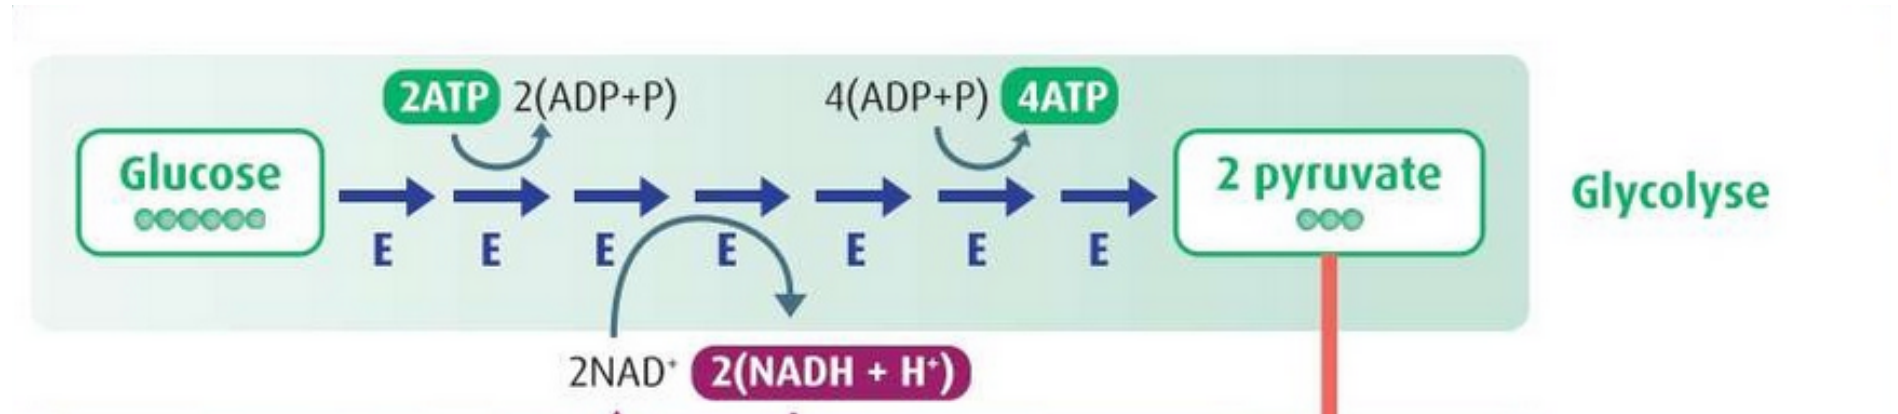 2ATP 2(ADP+P) 4(ADP+P) 4ATP
Glucose 2 pyruvate Glycolyse
E E E E E E E
2NAD⁺ 2(NADH + H⁺)